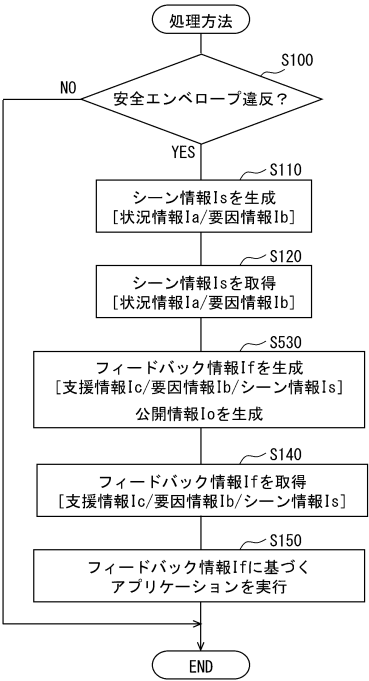 処理方法
S100
安全エンベロープ違反?
NO
YES
S110
シーン情報Isを生成
[状況情報Ia/要因情報Ib]
S120
シーン情報Isを取得
[状況情報Ia/要因情報Ib]
S530
フィードバック情報Ifを生成
[支援情報Ic/要因情報Ib/シーン情報Is]
公開情報Ioを生成
S140
フィードバック情報Ifを取得
[支援情報Ic/要因情報Ib/シーン情報Is]
S150
フィードバック情報Ifに基づく
アプリケーションを実行
END